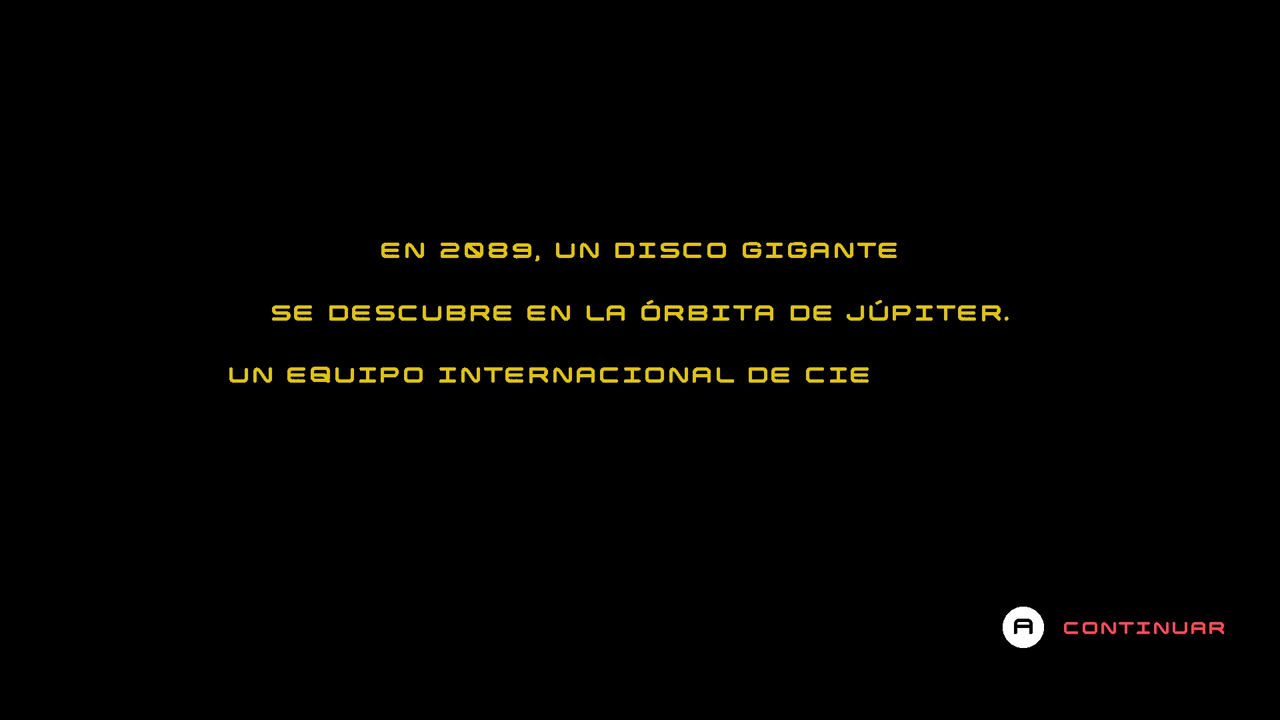 EN 2089, UN DISCO GIGANTE
SE DESCUBRE EN LA ÓRBITA DE JÚPITER.
UN EQUIPO INTERNACIONAL DE CIE
A CONTINUAR